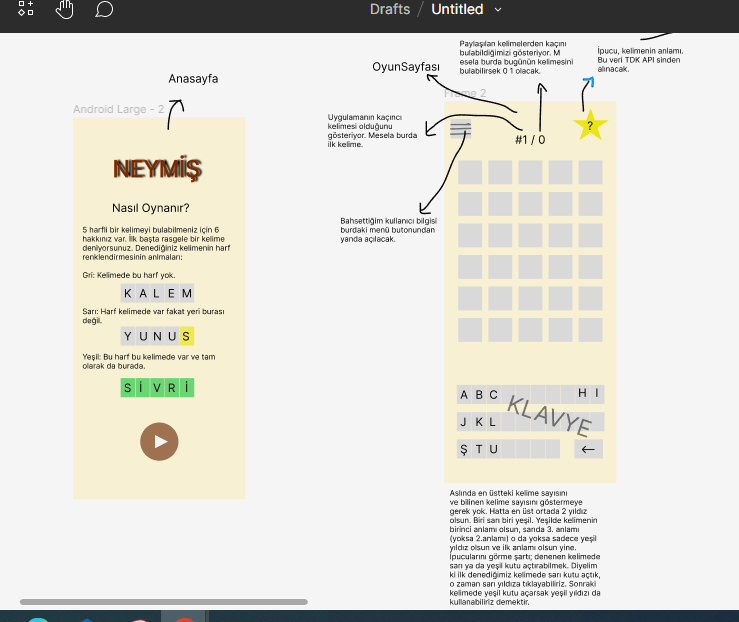 Drafts / Untitled
Anasayfa
Android Large - 2
NEYMİŞ
Nasıl Oynanır?
5 harfli bir kelimeyi bulabilmeniz için 6
hakkınız var. İlk başta rasgele bir kelime
deniyorsunuz. Denediğiniz kelimenin harf
renklendirmesinin anlmaları:
Gri: Kelimede bu harf yok.
K A L E M
Sarı: Harf kelimede var fakat yeri burası
değil.
Y U N U S
Yeşil: Bu harf bu kelimede var ve tam
olarak da burada.
S İ V R İ
OyunSayfası
Paylaşılan kelimelerden kaçını
bulabildiğimizi gösteriyor. M
esela burda bugünün kelimesini
bulabilirsek 0 1 olacak.
İpucu, kelimenin anlamı.
Bu veri TDK API sinden
alınacak.
Frame 2
Uygulamanın kaçıncı
kelimesi olduğunu
gösteriyor. Mesela burda
ilk kelime.
#1 / 0
?
Bahsettiğim kullanıcı bilgisi
burdaki menü butonundan
yanda açılacak.
A B C H I
J K L
Ş T U ←
KLAVYE
Aslında en üstteki kelime sayısını
ve bilinen kelime sayısını göstermeye
gerek yok. Hatta en üst ortada 2 yıldız
olsun. Biri sarı biri yeşil. Yeşilde kelimenin
birinci anlamı olsun, sarıda 3. anlamı
(yoksa 2.anlamı) o da yoksa sadece yeşil
yıldız olsun ve ilk anlamı olsun yine.
İpucularını görme şartı; denenen kelimede
sarı ya da yeşil kutu açtırabilmek. Diyelim
ki ilk denediğimiz kelimede sarı kutu açtık,
o zaman sarı yıldıza tıklayabiliriz. Sonraki
kelimede yeşil kutu açarsak yeşil yıldızı da
kullanabiliriz demektir.